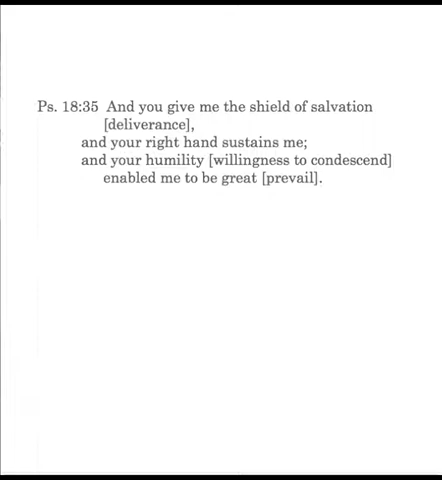 Ps. 18:35 And you give me the shield of salvation
[deliverance],
and your right hand sustains me;
and your humility [willingness to condescend]
enabled me to be great [prevail].